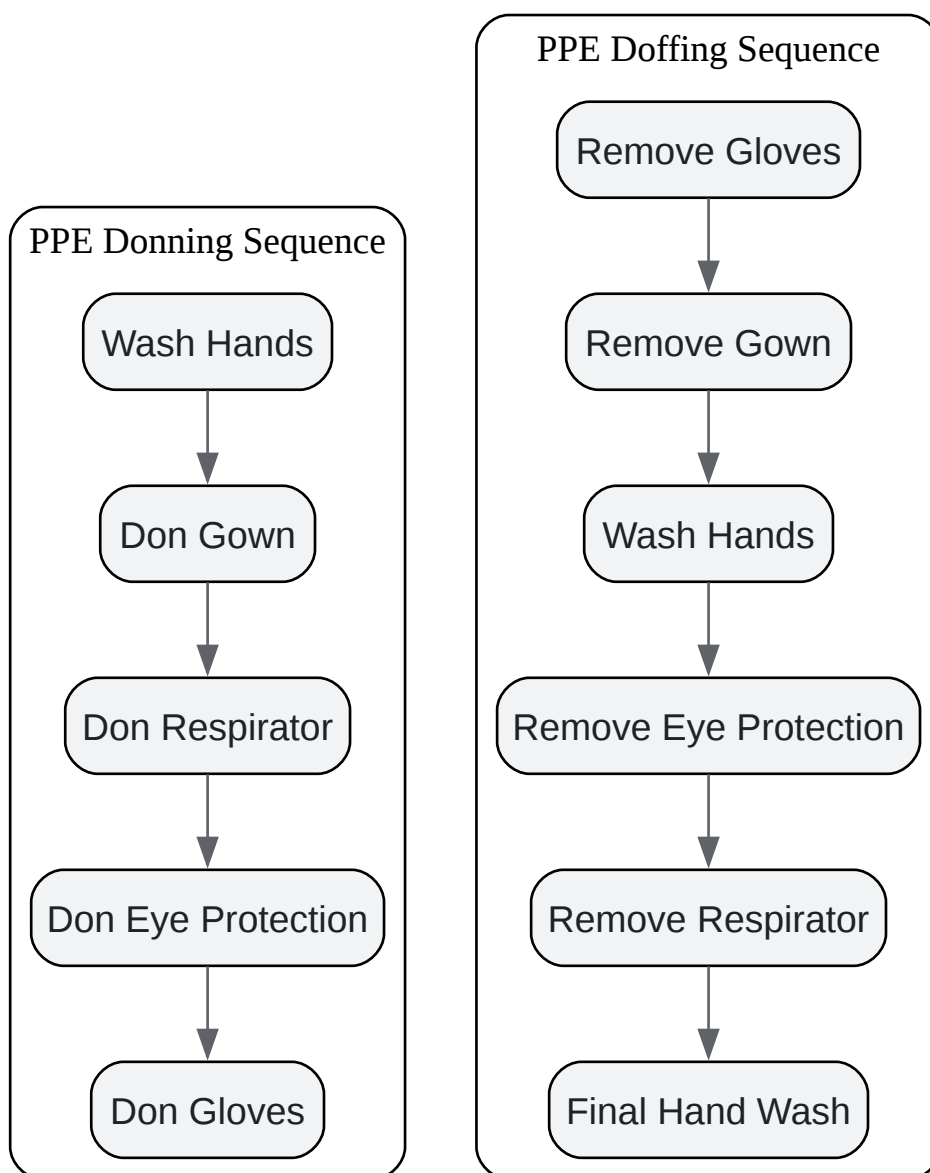 PPE Donning Sequence
Wash Hands
Don Gown
Don Respirator
Don Eye Protection
Don Gloves
PPE Doffing Sequence
Remove Gloves
Remove Gown
Wash Hands
Remove Eye Protection
Remove Respirator
Final Hand Wash